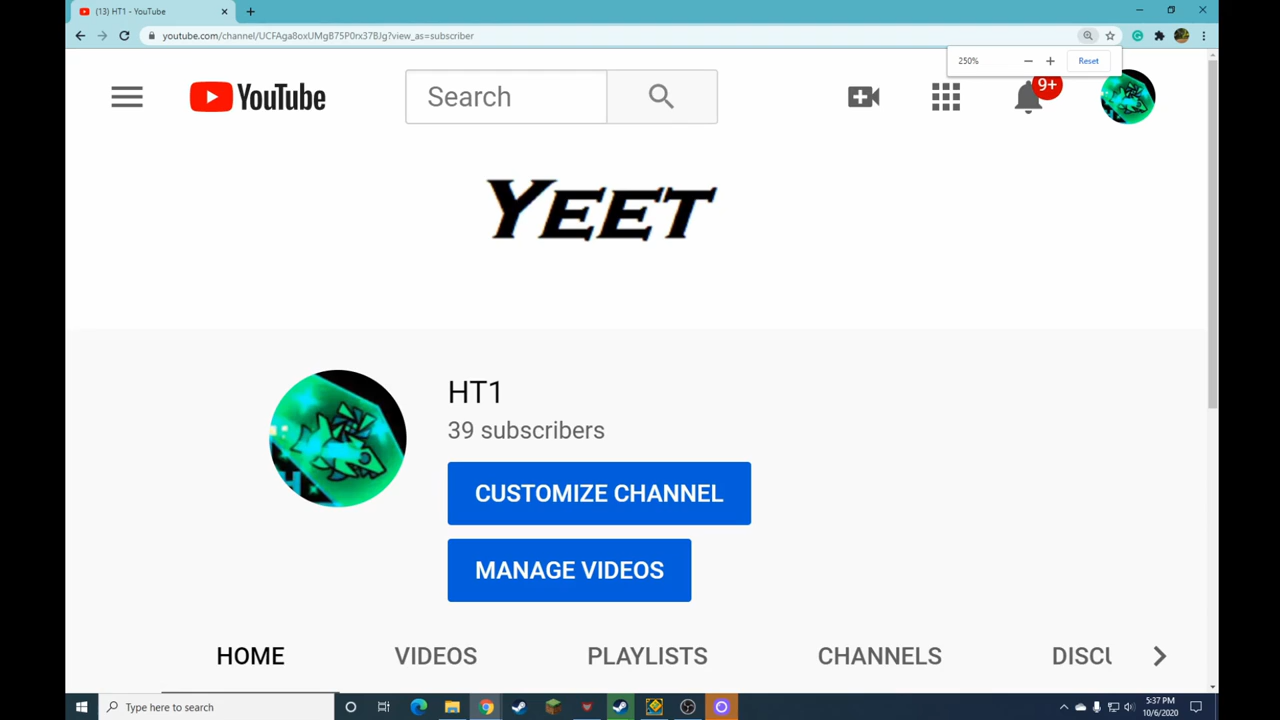 (13) HT1 - YouTube
youtube.com/channel/UCFAga8oxUMgB75P0rx37BJg?view_as=subscriber
250%
Reset
YouTube
Search
9+
YEET
HT1
39 subscribers
CUSTOMIZE CHANNEL
MANAGE VIDEOS
HOME VIDEOS PLAYLISTS CHANNELS DISCU
Type here to search
5:37 PM
10/6/2020